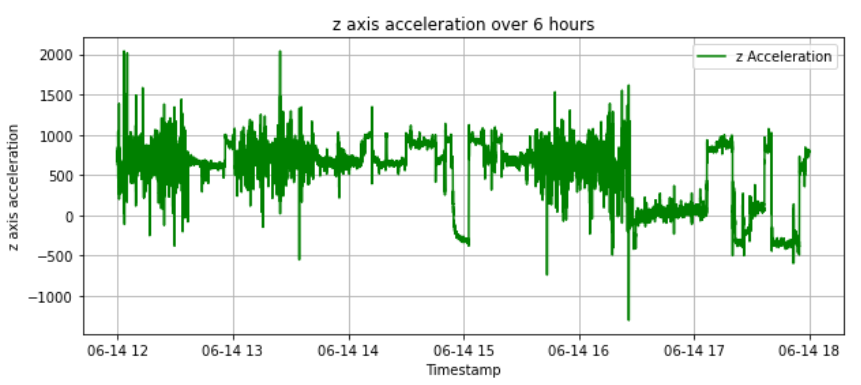 z axis acceleration over 6 hours
z Acceleration
2000
1500
1000
500
0
−500
−1000
z axis acceleration
06-14 12 06-14 13 06-14 14 06-14 15 06-14 16 06-14 17 06-14 18
Timestamp